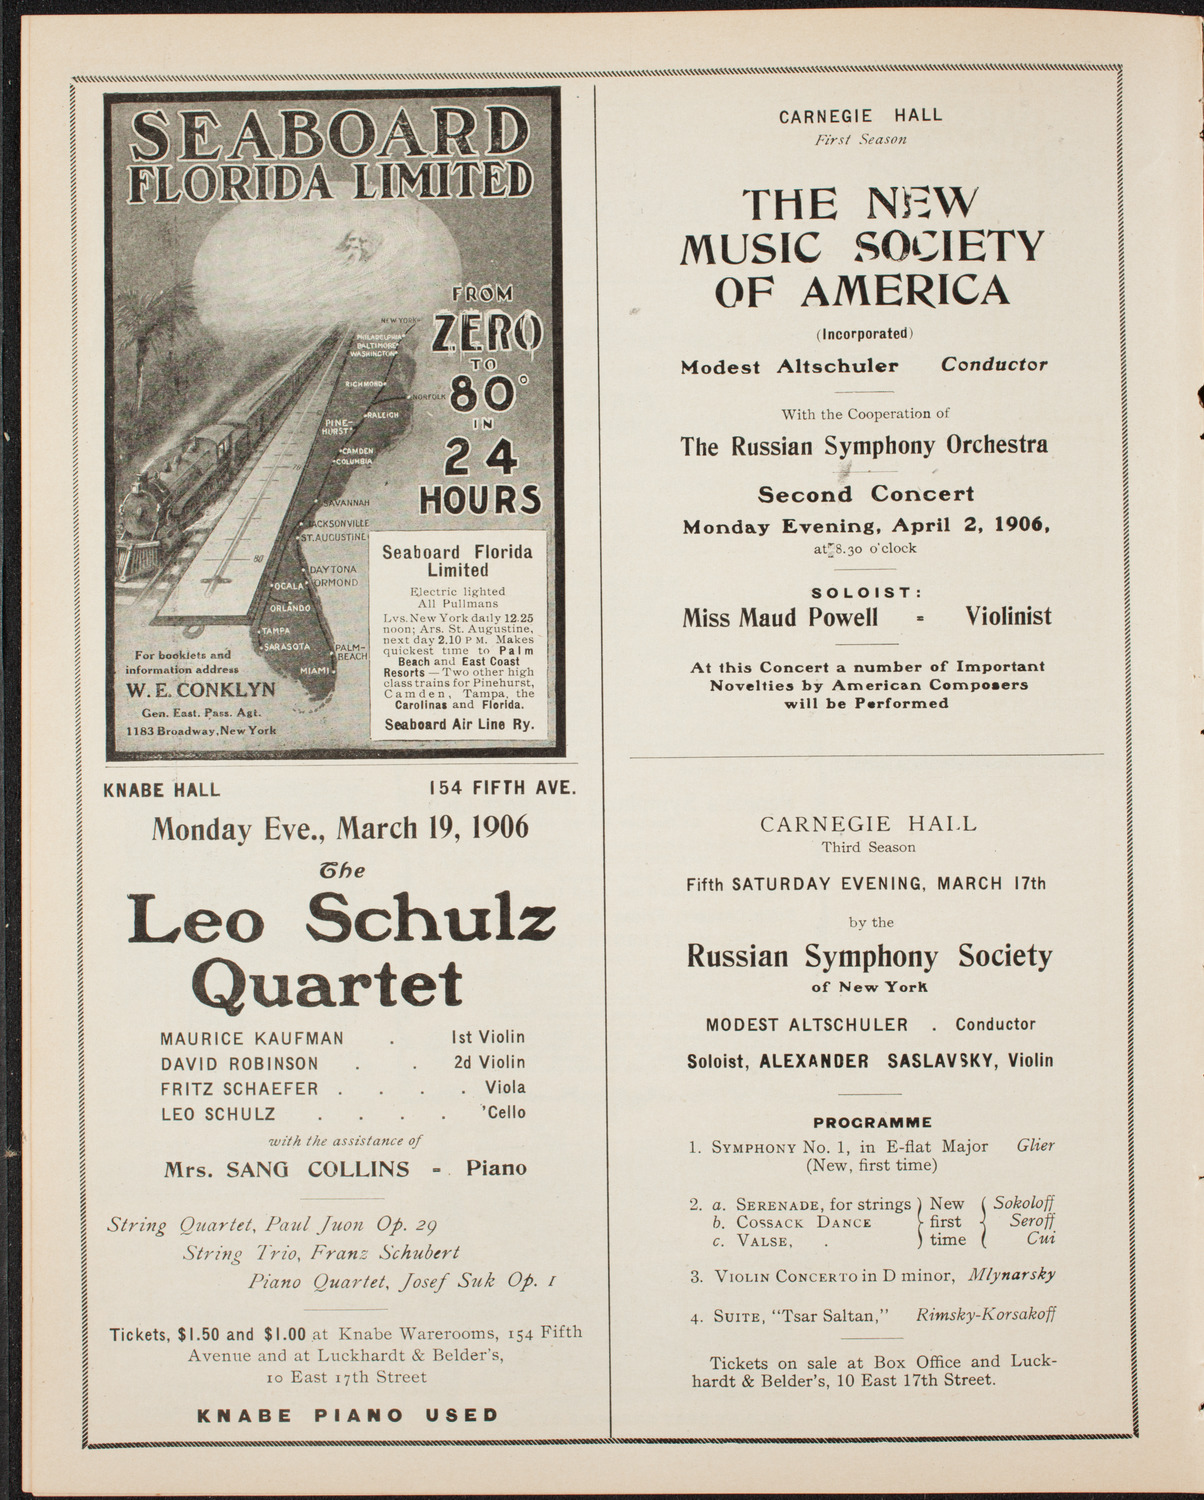 SEABOARD
FLORIDA LIMITED
FROM
ZERO
TO
80°
IN
24
HOURS
NEW YORK
PHILADELPHIA
BALTIMORE
WASHINGTON
RICHMOND
NORFOLK
RALEIGH
PINE-
HURST
CAMDEN
COLUMBIA
SAVANNAH
JACKSONVILLE
ST. AUGUSTINE
DAYTONA
OCALA
ORMOND
ORLANDO
TAMPA
SARASOTA
PALM-
BEACH
MIAMI
70
80
For booklets and
information address
W. E. CONKLYN
Gen. East. Pass. Agt.
1183 Broadway, New York
Seaboard Florida
Limited
Electric lighted
All Pullmans
Lvs. New York daily 12.25
noon; Ars. St. Augustine,
next day 2.10 P M. Makes
quickest time to Palm
Beach and East Coast
Resorts — Two other high
class trains for Pinehurst,
Camden, Tampa, the
Carolinas and Florida.
Seaboard Air Line Ry.
KNABE HALL 154 FIFTH AVE.
Monday Eve., March 19, 1906
The
Leo Schulz
Quartet
MAURICE KAUFMAN . 1st Violin
DAVID ROBINSON . . 2d Violin
FRITZ SCHAEFER . . . . Viola
LEO SCHULZ . . . . 'Cello
with the assistance of
Mrs. SANG COLLINS - Piano
String Quartet, Paul Juon Op. 29
String Trio, Franz Schubert
Piano Quartet, Josef Suk Op. 1
Tickets, $1.50 and $1.00 at Knabe Warerooms, 154 Fifth
Avenue and at Luckhardt & Belder's,
10 East 17th Street
KNABE PIANO USED
CARNEGIE HALL
First Season
THE NEW
MUSIC SOCIETY
OF AMERICA
(Incorporated)
Modest Altschuler Conductor
With the Cooperation of
The Russian Symphony Orchestra
Second Concert
Monday Evening, April 2, 1906,
at 8.30 o'clock
SOLOIST:
Miss Maud Powell - Violinist
At this Concert a number of Important
Novelties by American Composers
will be Performed
CARNEGIE HALL
Third Season
Fifth SATURDAY EVENING, MARCH 17th
by the
Russian Symphony Society
of New York
MODEST ALTSCHULER . Conductor
Soloist, ALEXANDER SASLAVSKY, Violin
PROGRAMME
1. SYMPHONY No. 1, in E-flat Major Glier
(New, first time)
2. a. SERENADE, for strings ) New ( Sokoloff
b. COSSACK DANCE } first { Seroff
c. VALSE, . ) time ( Cui
3. VIOLIN CONCERTO in D minor, Mlynarsky
4. SUITE, "Tsar Saltan," Rimsky-Korsakoff
Tickets on sale at Box Office and Luck-
hardt & Belder's, 10 East 17th Street.